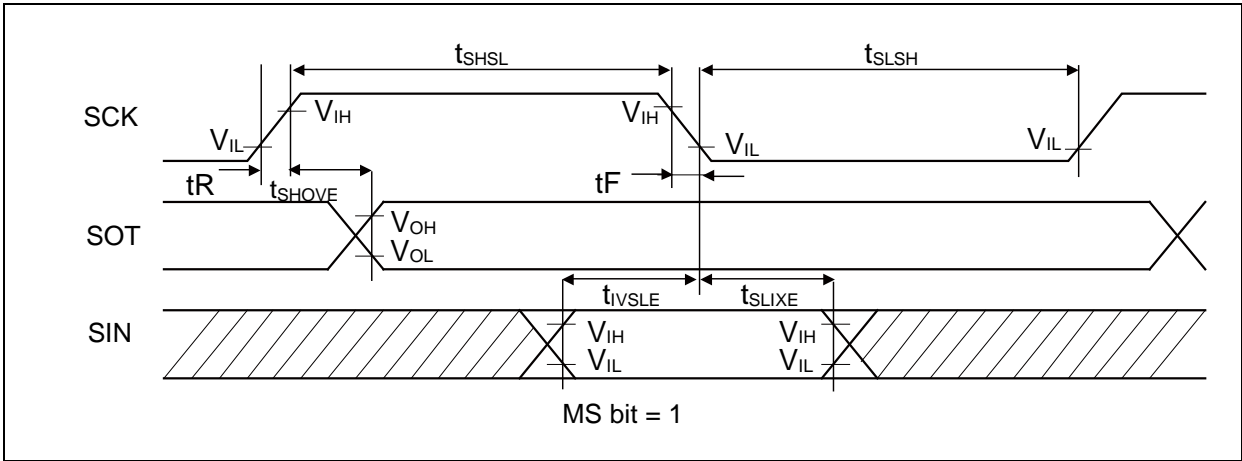 tSHSL
tSLSH
SCK
VIH
VIH
VIL
VIL
VIL
tR
tSHOVE
tF
SOT
VOH
VOL
tIVSLE
tSLIXE
SIN
VIH
VIH
VIL
VIL
MS bit = 1